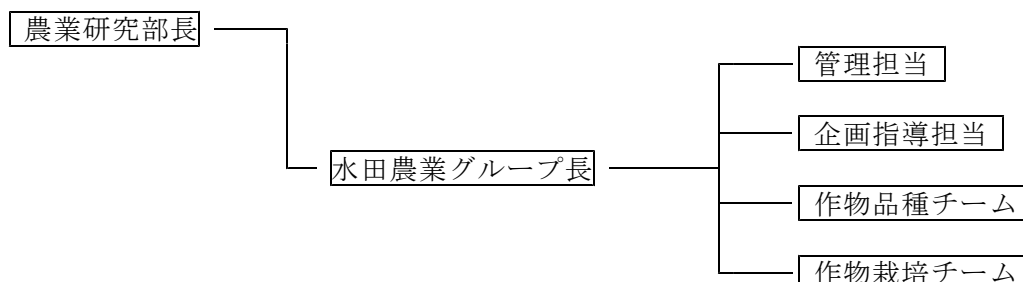 農業研究部長
管理担当
企画指導担当
水田農業グループ長
作物品種チーム
作物栽培チーム